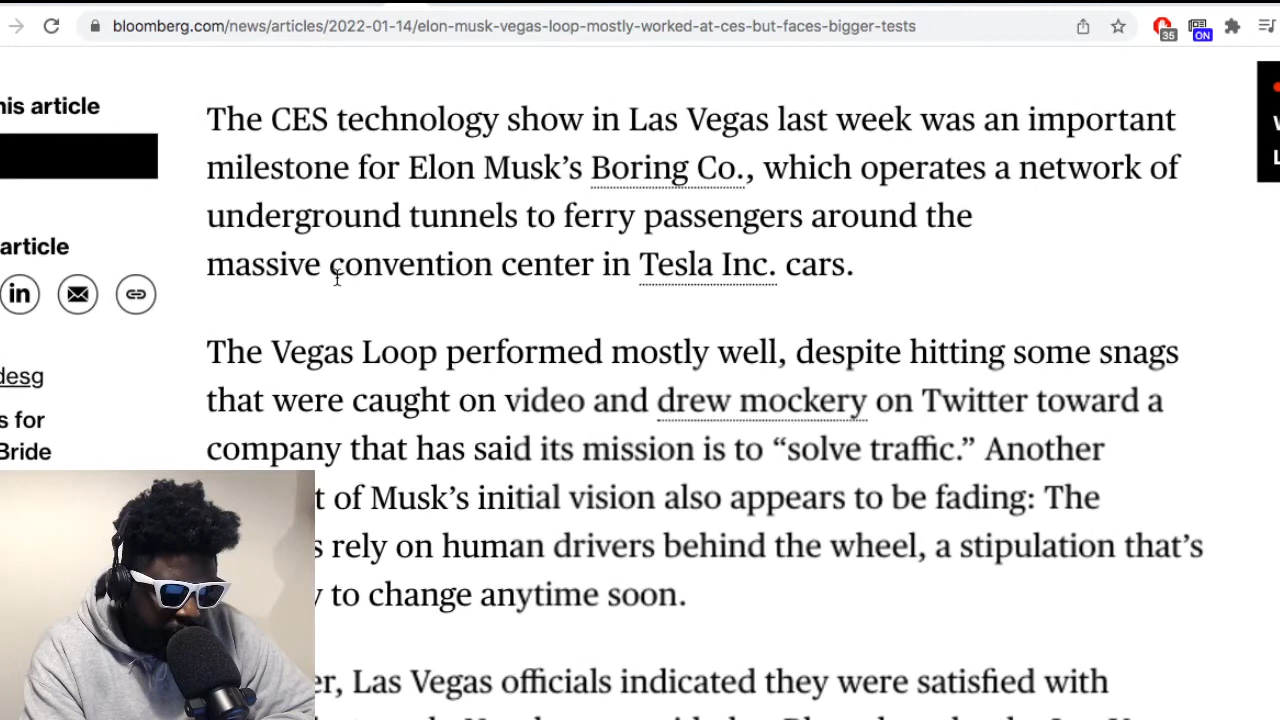 bloomberg.com/news/articles/2022-01-14/elon-musk-vegas-loop-mostly-worked-at-ces-but-faces-bigger-tests
35 ON
his article
The CES technology show in Las Vegas last week was an important
milestone for Elon Musk’s Boring Co., which operates a network of
underground tunnels to ferry passengers around the
massive convention center in Tesla Inc. cars.
article
in
desg
s for
Bride
The Vegas Loop performed mostly well, despite hitting some snags
that were caught on video and drew mockery on Twitter toward a
company that has said its mission is to “solve traffic.” Another
t of Musk’s initial vision also appears to be fading: The
s rely on human drivers behind the wheel, a stipulation that’s
y to change anytime soon.
er, Las Vegas officials indicated they were satisfied with